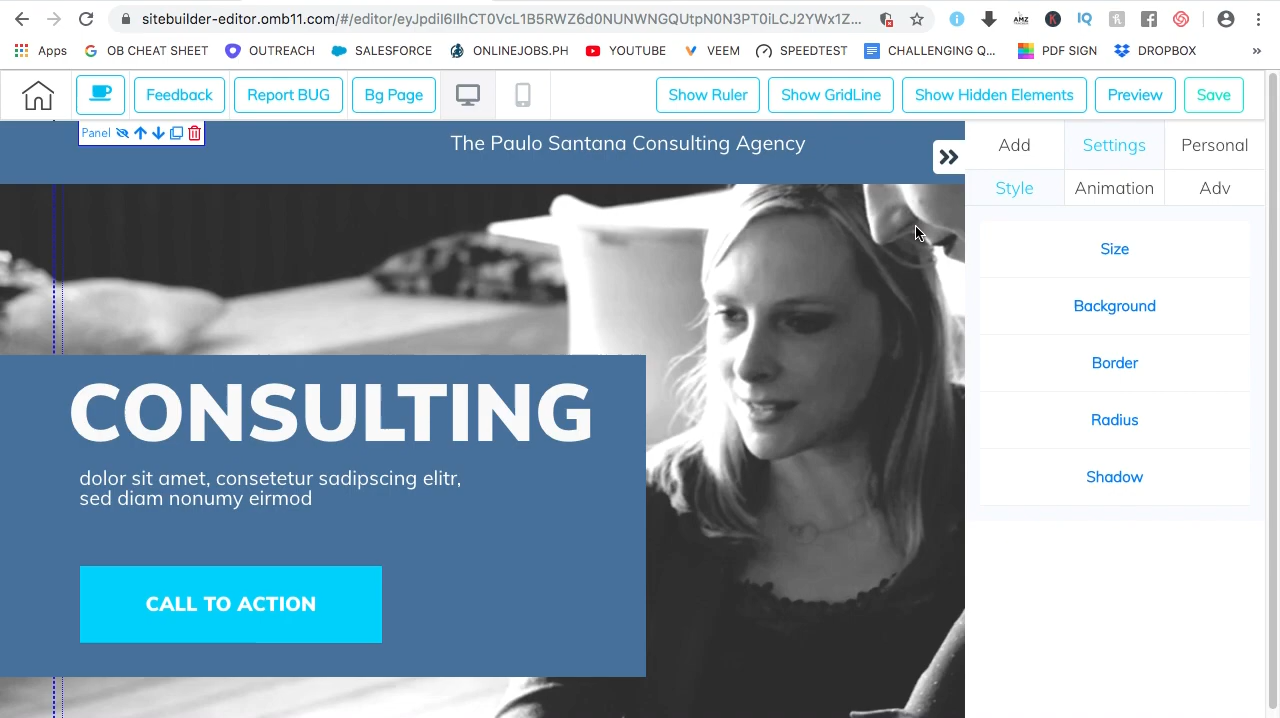 sitebuilder-editor.omb11.com/#/editor/eyJpdiI6IlhCT0VcL1B5RWZ6d0NUNWNGQUtpN0N3PT0iLCJ2YWx1Z...
AMZ
IQ
Apps
OB CHEAT SHEET
OUTREACH
SALESFORCE
ONLINEJOBS.PH
YOUTUBE
VEEM
SPEEDTEST
CHALLENGING Q...
PDF SIGN
DROPBOX
Feedback
Report BUG
Bg Page
Show Ruler
Show GridLine
Show Hidden Elements
Preview
Save
Panel
The Paulo Santana Consulting Agency
Add
Settings
Personal
Style
Animation
Adv
Size
Background
Border
Radius
Shadow
CONSULTING
dolor sit amet, consetetur sadipscing elitr,
sed diam nonumy eirmod
CALL TO ACTION